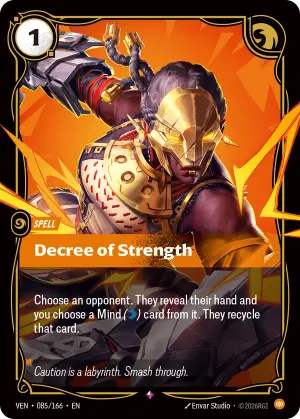 1
SPELL
Decree of Strength
Choose an opponent. They reveal their hand and
you choose a Mind () card from it. They recycle
that card.
Caution is a labyrinth. Smash through.
VEN • 085/166 • EN
Envar Studio • ©2026RGI